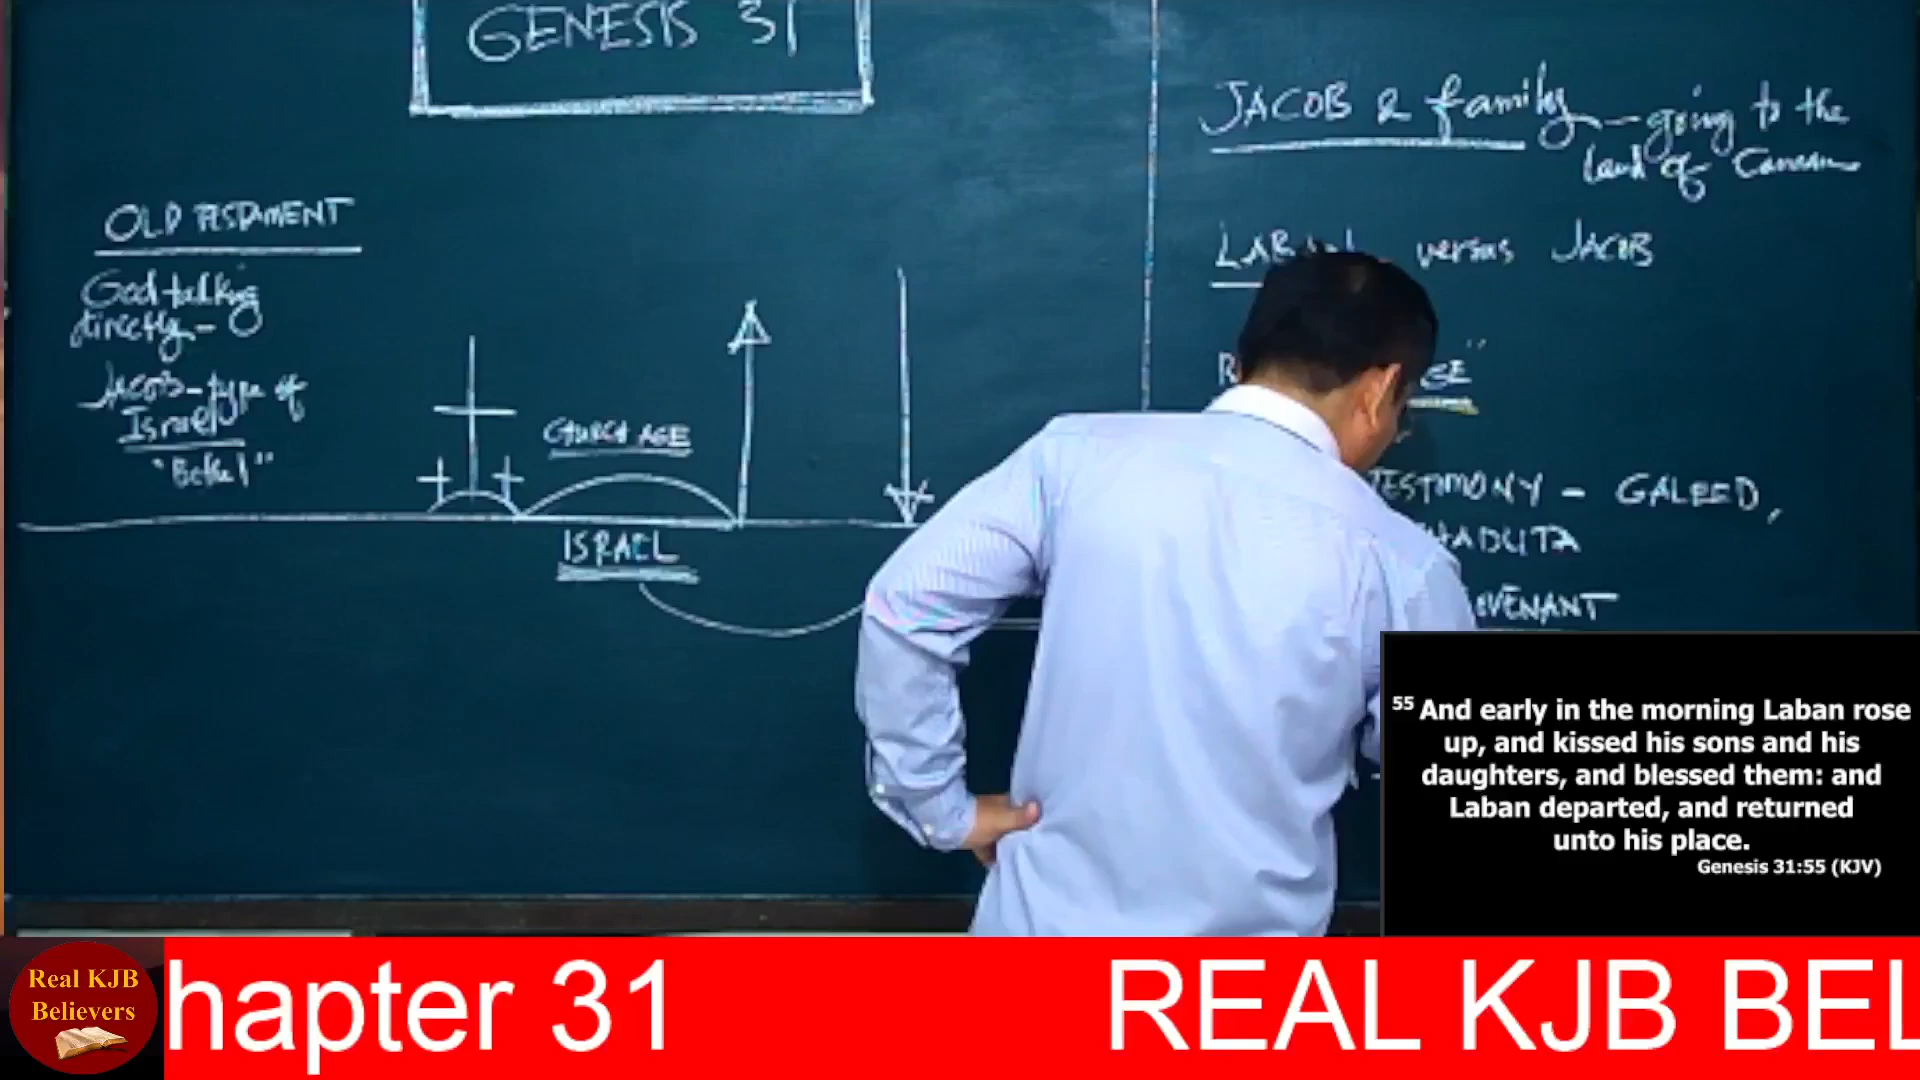 GENESIS 31
JACOB & family - going to the
land of Canaan
OLD TESTAMENT
God talking
directly -
Jacob - type of
Israel
"Bethel"
versus JACOB
CHURCH AGE
ISRAEL
TESTIMONY - GALEED,
55 And early in the morning Laban rose
up, and kissed his sons and his
daughters, and blessed them: and
Laban departed, and returned
unto his place.
Genesis 31:55 (KJV)
Real KJB
Believers
hapter 31 REAL KJB BEL